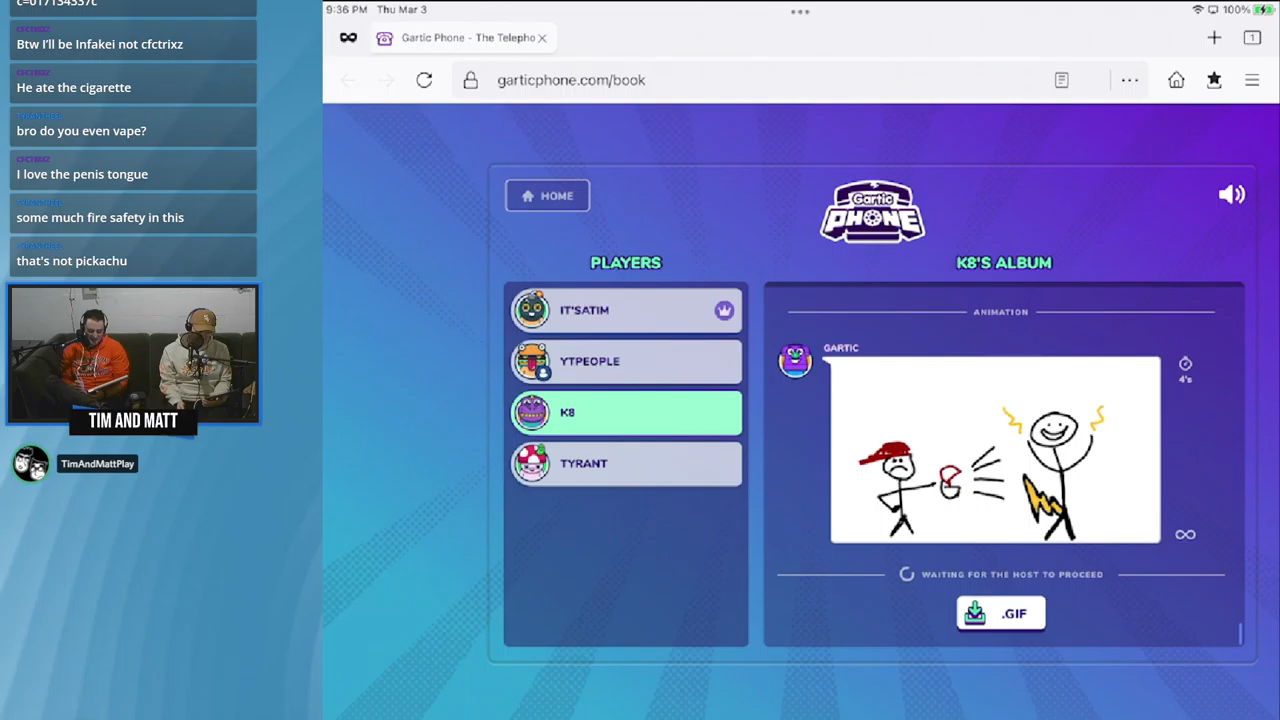 c=017134337c
Btw I'll be Infakei not cfctrixz
He ate the cigarette
bro do you even vape?
I love the penis tongue
some much fire safety in this
that's not pickachu
TIM AND MATT
TimAndMattPlay
9:36 PM Thu Mar 3
100%
Gartic Phone - The Telepho
1
garticphone.com/book
HOME
Gartic
PHONE
PLAYERS
IT'SATIM
YTPEOPLE
K8
TYRANT
K8'S ALBUM
ANIMATION
GARTIC
4's
WAITING FOR THE HOST TO PROCEED
.GIF